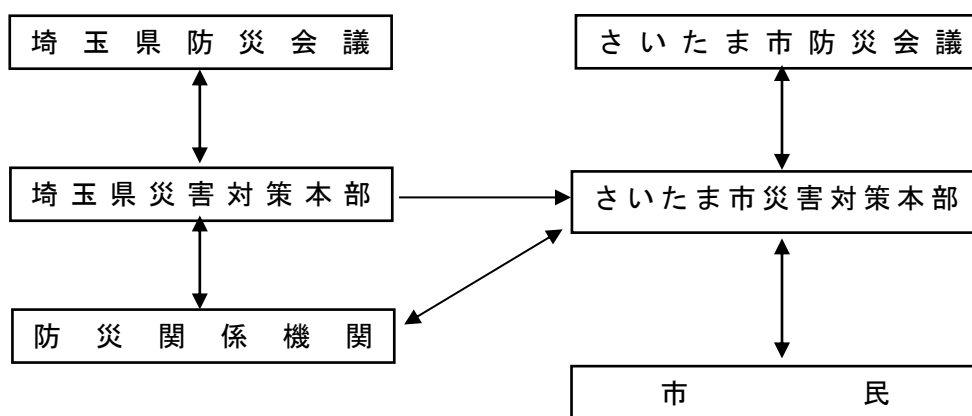 埼玉県防災会議
さいたま市防災会議
埼玉県災害対策本部
さいたま市災害対策本部
防災関係機関
市民